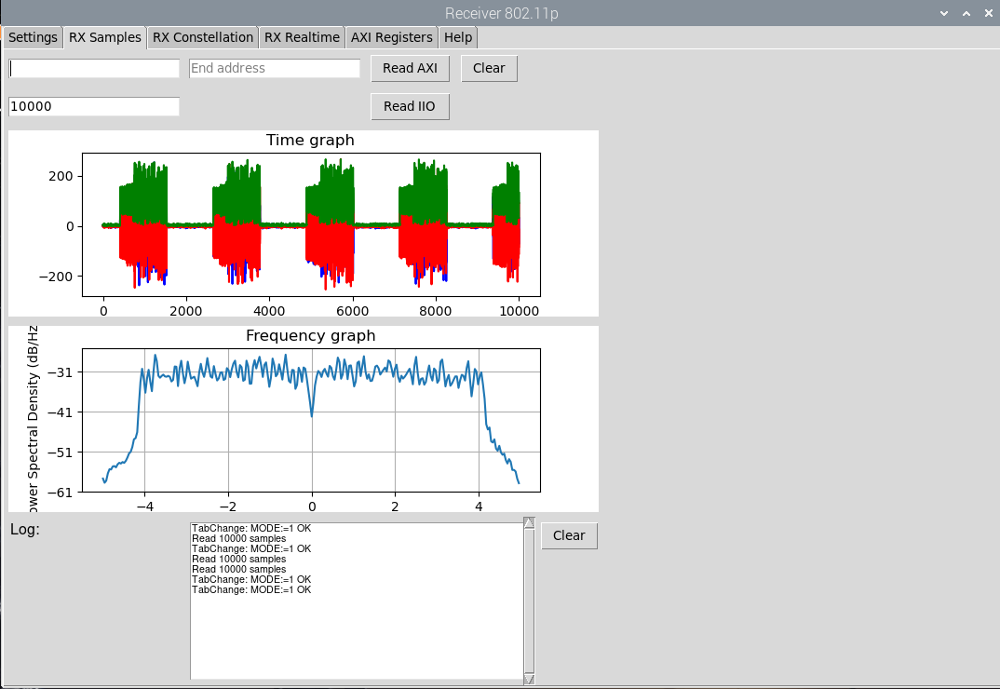 Receiver 802.11p
Settings RX Samples RX Constellation RX Realtime AXI Registers Help
End address Read AXI Clear
10000 Read IIO
Time graph
200
0
−200
0 2000 4000 6000 8000 10000
Frequency graph
ower Spectral Density (dB/Hz
−31
−41
−51
−61
−4 −2 0 2 4
Log:
TabChange: MODE:=1 OK
Read 10000 samples
TabChange: MODE:=1 OK
Read 10000 samples
Read 10000 samples
TabChange: MODE:=1 OK
TabChange: MODE:=1 OK
Clear